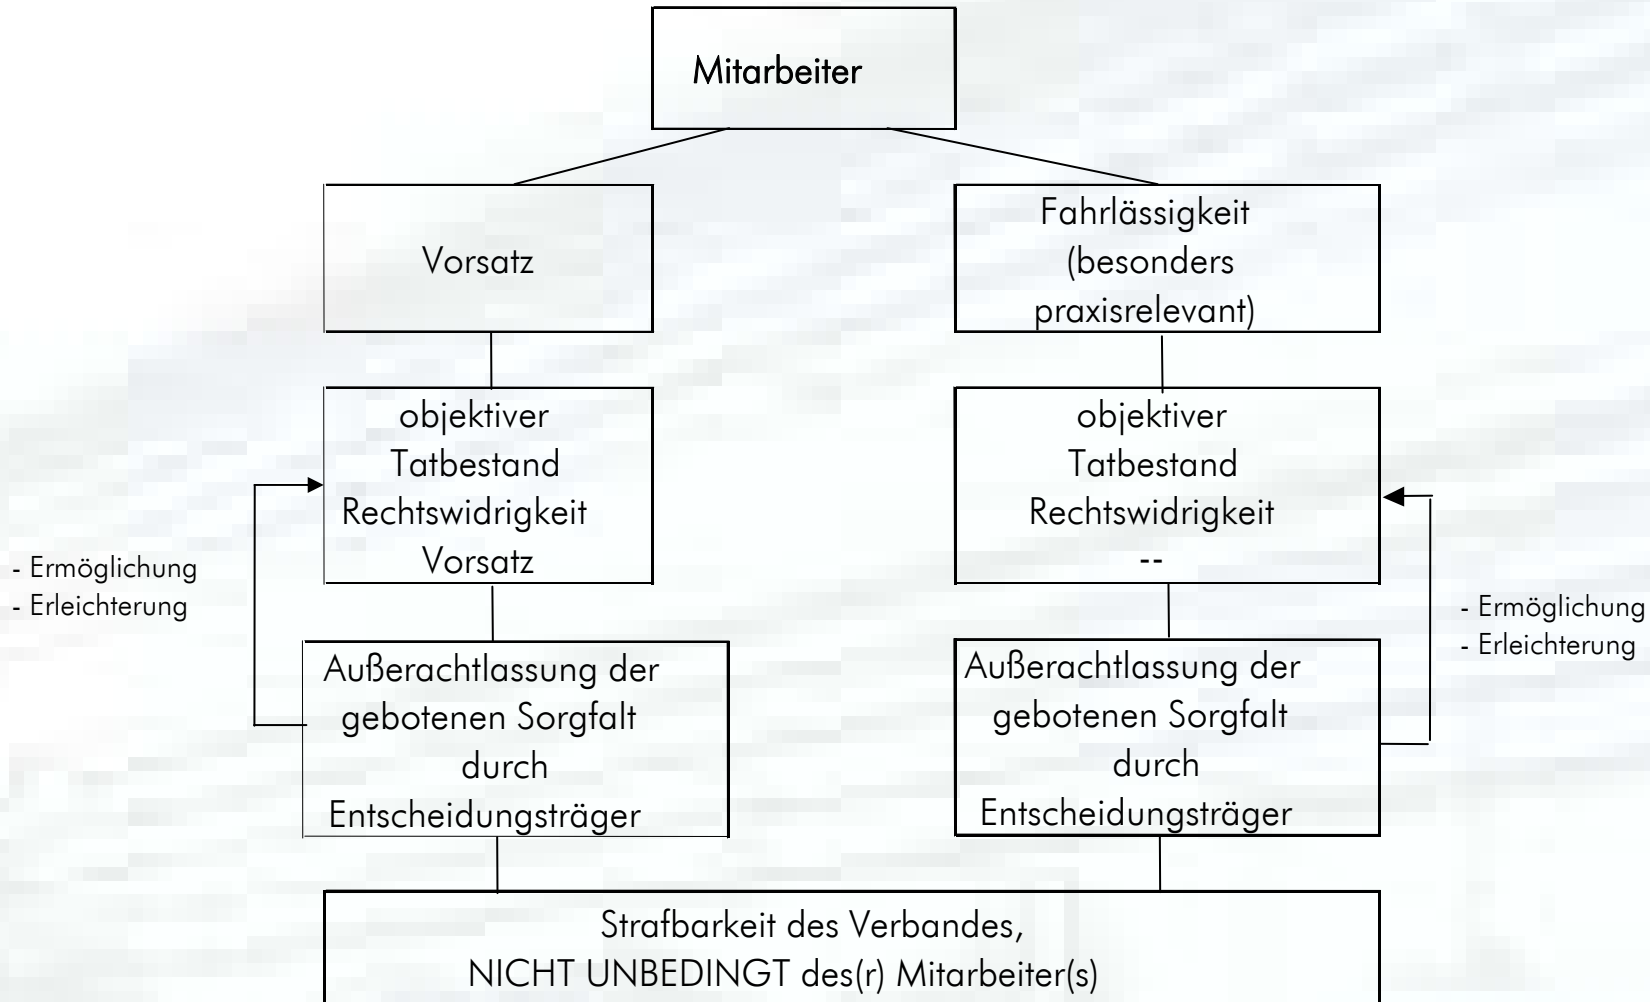 Mitarbeiter
Vorsatz
Fahrlässigkeit
(besonders
praxisrelevant)
objektiver
Tatbestand
Rechtswidrigkeit
Vorsatz
objektiver
Tatbestand
Rechtswidrigkeit
--
- Ermöglichung
- Erleichterung
- Ermöglichung
- Erleichterung
Außerachtlassung der
gebotenen Sorgfalt
durch
Entscheidungsträger
Außerachtlassung der
gebotenen Sorgfalt
durch
Entscheidungsträger
Strafbarkeit des Verbandes,
NICHT UNBEDINGT des(r) Mitarbeiter(s)